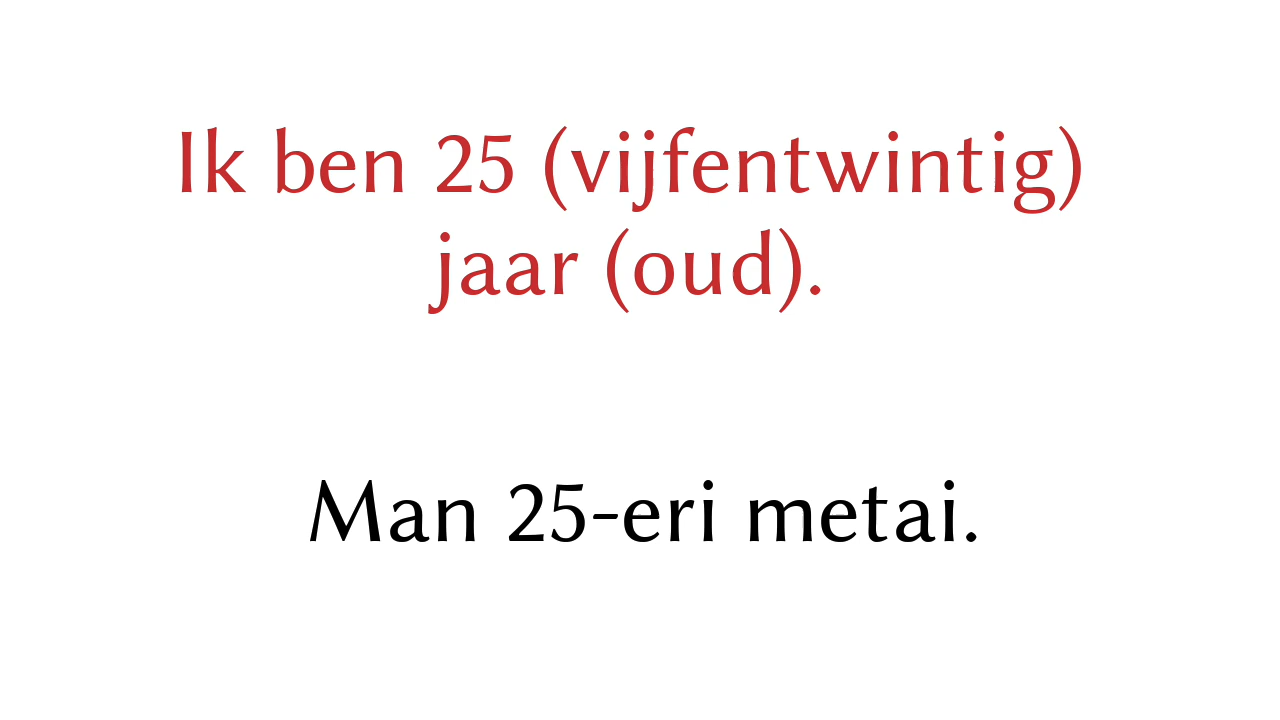 Ik ben 25 (vijfentwintig)
jaar (oud).
Man 25-eri metai.